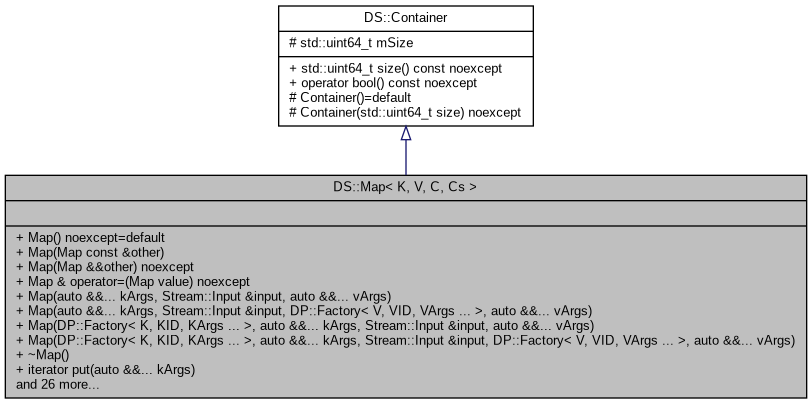 DS::Container
# std::uint64_t mSize
+ std::uint64_t size() const noexcept
+ operator bool() const noexcept
# Container()=default
# Container(std::uint64_t size) noexcept
DS::Map< K, V, C, Cs >
+ Map() noexcept=default
+ Map(Map const &other)
+ Map(Map &&other) noexcept
+ Map & operator=(Map value) noexcept
+ Map(auto &&... kArgs, Stream::Input &input, auto &&... vArgs)
+ Map(auto &&... kArgs, Stream::Input &input, DP::Factory< V, VID, VArgs ... >, auto &&... vArgs)
+ Map(DP::Factory< K, KID, KArgs ... >, auto &&... kArgs, Stream::Input &input, auto &&... vArgs)
+ Map(DP::Factory< K, KID, KArgs ... >, auto &&... kArgs, Stream::Input &input, DP::Factory< V, VID, VArgs ... >, auto &&... vArgs)
+ ~Map()
+ iterator put(auto &&... kArgs)
and 26 more...